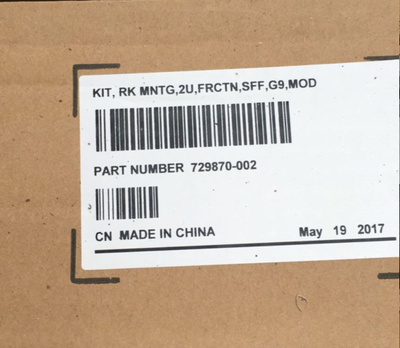 KIT, RK MNTG,2U,FRCTN,SFF,G9,MOD
PART NUMBER 729870-002
CN MADE IN CHINA May 19 2017